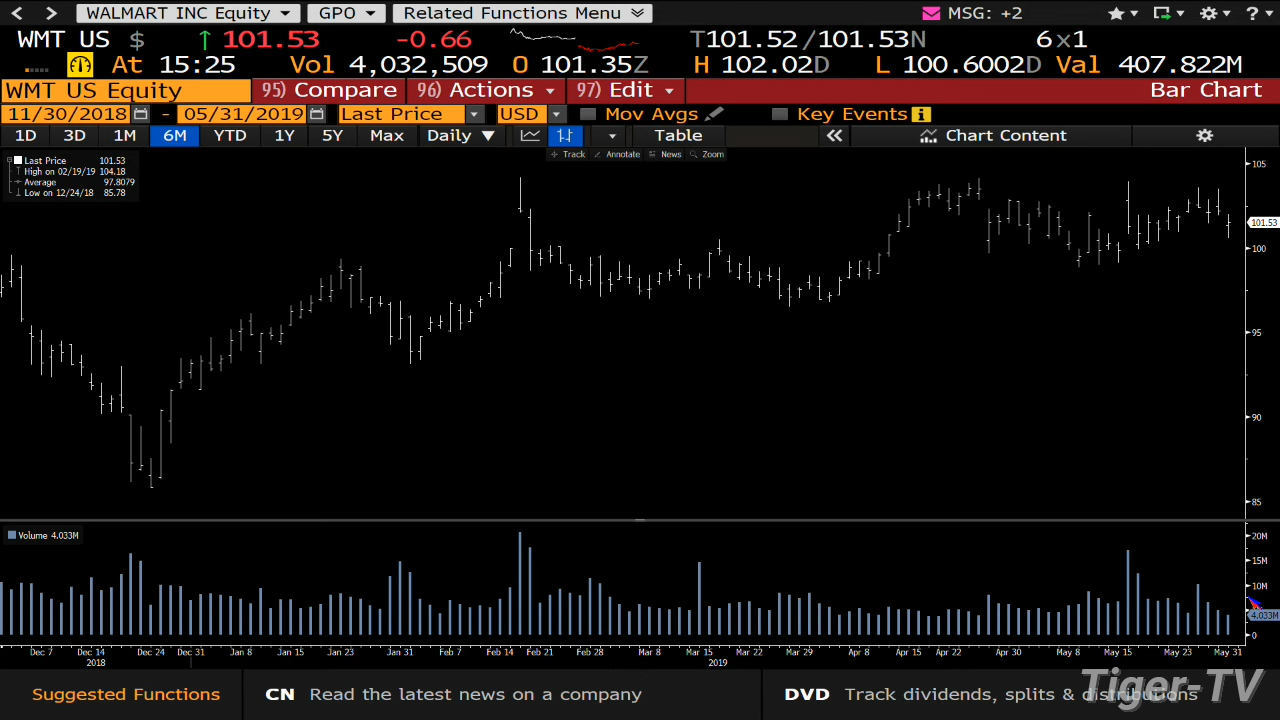 WALMART INC Equity GPO Related Functions Menu MSG: +2 ?
WMT US $ ↑ 101.53 -0.66 T101.52/101.53N 6x1
At 15:25 Vol 4,032,509 O 101.35Z H 102.02D L 100.6002D Val 407.822M
WMT US Equity 95) Compare 96) Actions 97) Edit Bar Chart
11/30/2018 - 05/31/2019 Last Price USD Mov Avgs Key Events i
1D 3D 1M 6M YTD 1Y 5Y Max Daily ▼ Table « Chart Content
Track Annotate News Zoom
Last Price 101.53
High on 02/19/19 104.18
Average 97.8079
Low on 12/24/18 85.78
105
101.53
100
95
90
85
Volume 4.033M
20M
15M
10M
4.033M
0
Dec 7 Dec 14 Dec 24 Dec 31 Jan 8 Jan 15 Jan 23 Jan 31 Feb 7 Feb 14 Feb 21 Feb 28 Mar 8 Mar 15 Mar 22 Mar 29 Apr 8 Apr 15 Apr 22 Apr 30 May 8 May 15 May 23 May 31
2018 2019
Suggested Functions CN Read the latest news on a company DVD Track dividends, splits & distributions
Tiger-TV